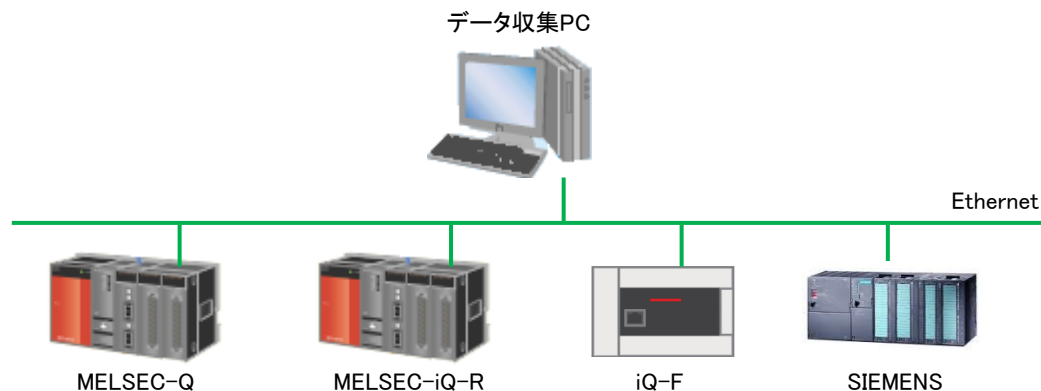 データ収集PC
Ethernet
MELSEC-Q
MELSEC-iQ-R
iQ-F
SIEMENS